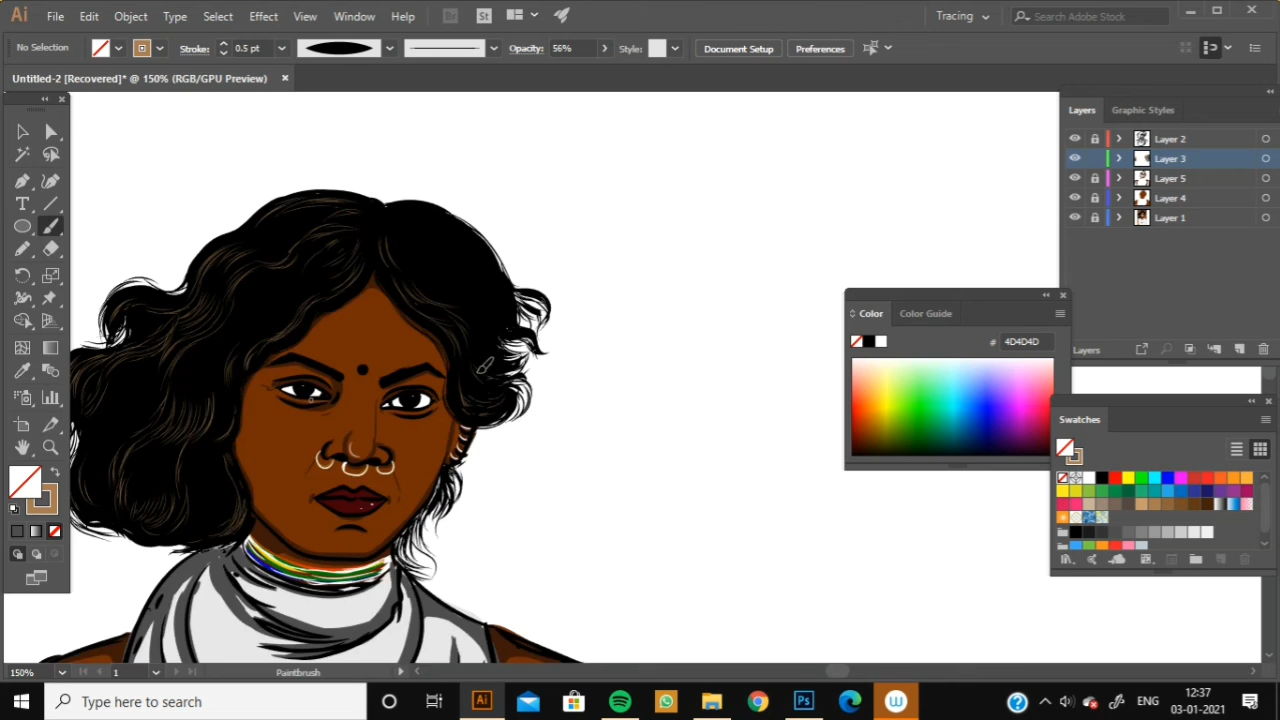 Ai File Edit Object Type Select Effect View Window Help Br St Tracing Search Adobe Stock
No Selection Stroke: 0.5 pt Opacity: 56% Style: Document Setup Preferences
Untitled-2 [Recovered]* @ 150% (RGB/GPU Preview)
Layers Graphic Styles
Layer 2
Layer 3
Layer 5
Layer 4
Layer 1
Color Color Guide
# 4D4D4D
Layers
Swatches
150% 1 Paintbrush
Type here to search
Ai Ps W
ENG
12:37
03-01-2021